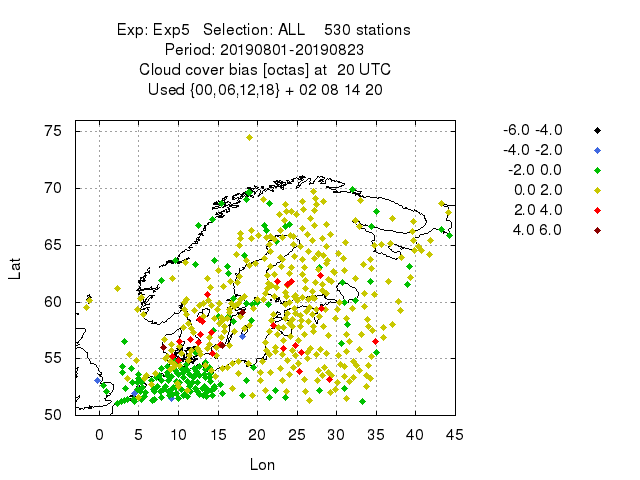 Exp: Exp5 Selection: ALL 530 stations
Period: 20190801-20190823
Cloud cover bias [octas] at 20 UTC
Used {00,06,12,18} + 02 08 14 20
75
70
65
60
55
50
0 5 10 15 20 25 30 35 40 45
Lat
Lon
-6.0 -4.0
-4.0 -2.0
-2.0 0.0
0.0 2.0
2.0 4.0
4.0 6.0